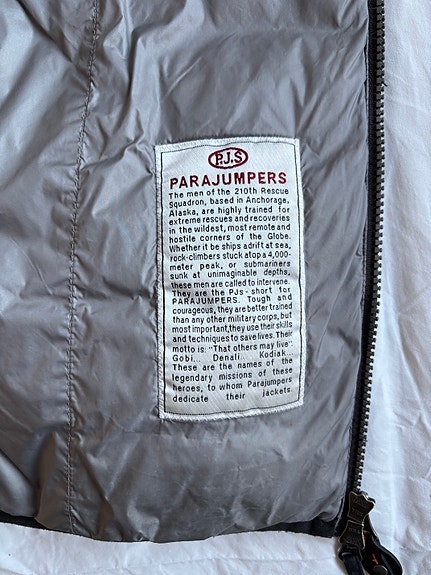 P.J.S
PARAJUMPERS
The men of the 210th Rescue
Squadron, based in Anchorage,
Alaska, are highly trained for
extreme rescues and recoveries
in the wildest, most remote and
hostile corners of the Globe.
Whether it be ships adrift at sea,
rock-climbers stuck atop a 4,000-
meter peak, or submariners
sunk at unimaginable depths,
these men are called to intervene.
They are the PJs - short for
PARAJUMPERS. Tough and
courageous, they are better trained
than any other military corps, but
most important,they use their skills
and techniques to save lives. Their
motto is: "That others may live".
Gobi... Denali... Kodiak...
These are the names of the
legendary missions of these
heroes, to whom Parajumpers
dedicate their jackets.